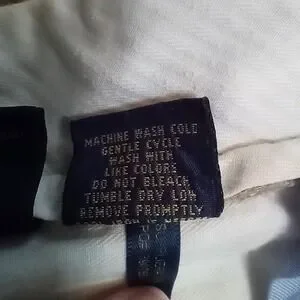 MACHINE WASH COLD
GENTLE CYCLE
WASH WITH
LIKE COLORS
DO NOT BLEACH
TUMBLE DRY LOW
REMOVE PROMPTLY